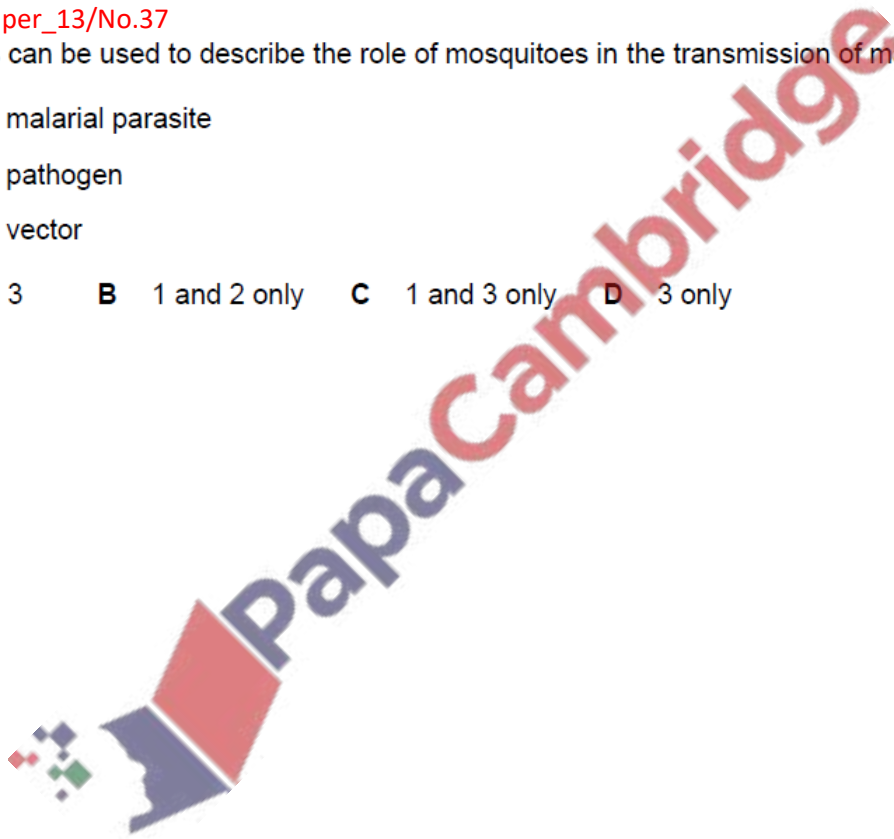 per_13/No.37
can be used to describe the role of mosquitoes in the transmission of m
malarial parasite
pathogen
vector
3 B 1 and 2 only C 1 and 3 only D 3 only
PapaCambridge